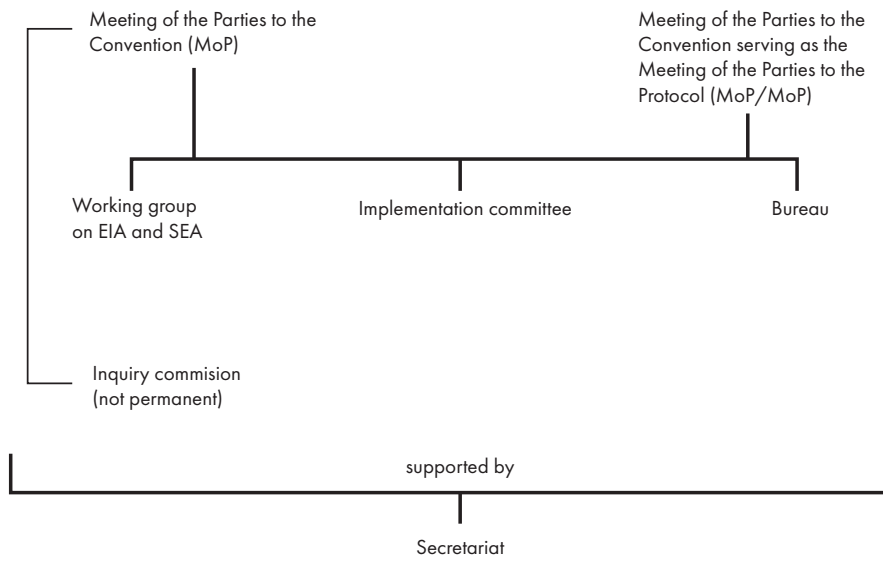 Meeting of the Parties to the
Convention (MoP)
Meeting of the Parties to the
Convention serving as the
Meeting of the Parties to the
Protocol (MoP/MoP)
Working group
on EIA and SEA
Implementation committee
Bureau
Inquiry commision
(not permanent)
supported by
Secretariat